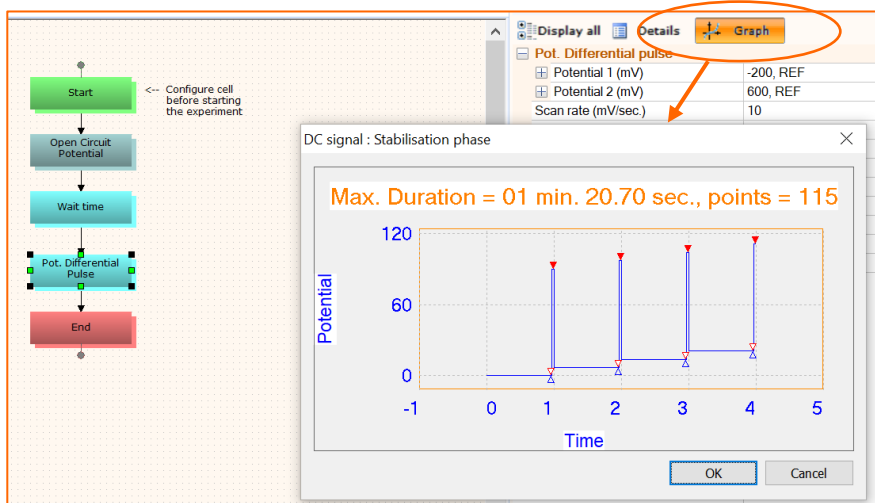 Display all Details Graph
Pot. Differential pulse
Potential 1 (mV) -200, REF
Potential 2 (mV) 600, REF
Scan rate (mV/sec.) 10
Start
<-- Configure cell
before starting
the experiment
Open Circuit
Potential
Wait time
Pot. Differential
Pulse
End
DC signal : Stabilisation phase
Max. Duration = 01 min. 20.70 sec., points = 115
120
60
0
Potential
-1 0 1 2 3 4 5
Time
OK Cancel